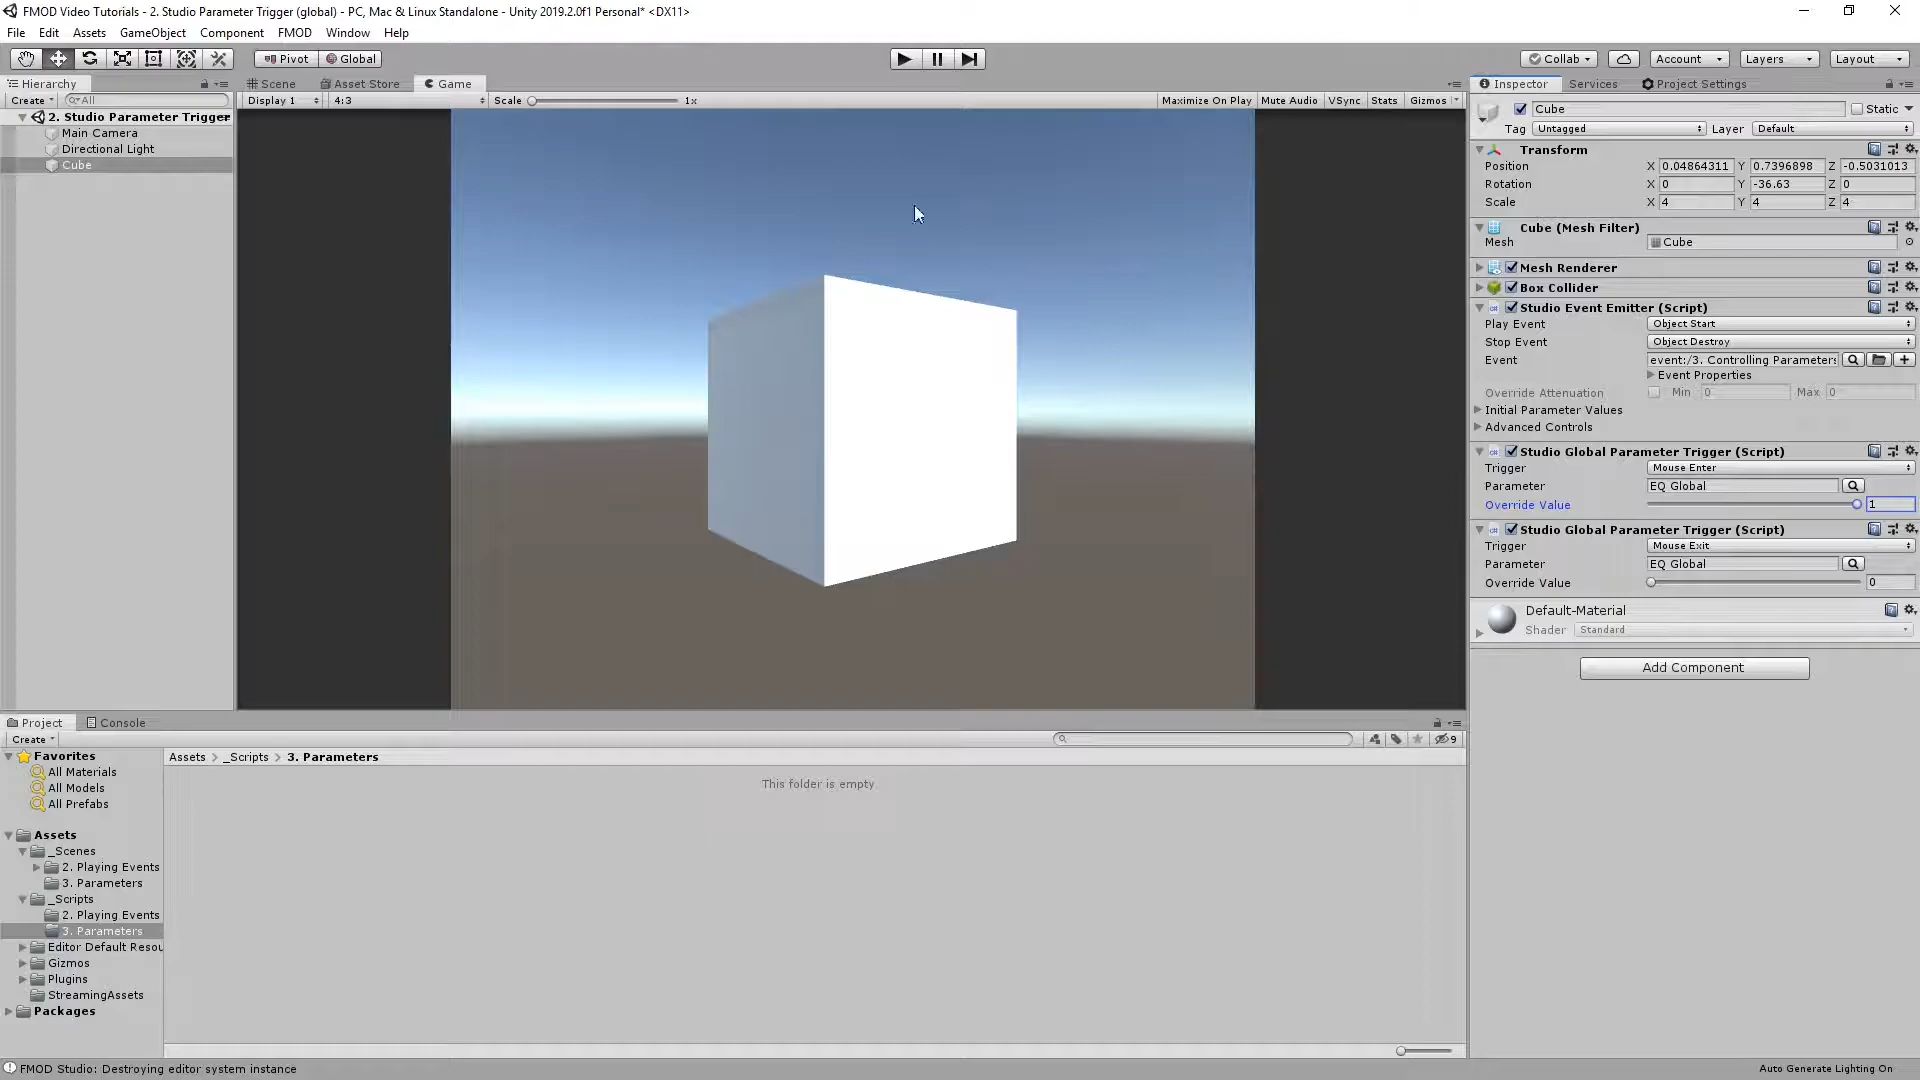 FMOD Video Tutorials - 2. Studio Parameter Trigger (global) - PC, Mac & Linux Standalone - Unity 2019.2.0f1 Personal* <DX11>
File Edit Assets GameObject Component FMOD Window Help
Pivot Global Collab Account Layers Layout
Hierarchy
Create All
2. Studio Parameter Trigger
Main Camera
Directional Light
Cube
Scene Asset Store Game
Display 1 4:3 Scale 1x Maximize On Play Mute Audio VSync Stats Gizmos
Inspector Services Project Settings
Cube Static
Tag Untagged Layer Default
Transform
Position X 0.04864311 Y 0.7396898 Z -0.5031013
Rotation X 0 Y -36.63 Z 0
Scale X 4 Y 4 Z 4
Cube (Mesh Filter)
Mesh Cube
Mesh Renderer
Box Collider
Studio Event Emitter (Script)
Play Event Object Start
Stop Event Object Destroy
Event event:/3. Controlling Parameters
Event Properties
Override Attenuation Min 0 Max 0
Initial Parameter Values
Advanced Controls
Studio Global Parameter Trigger (Script)
Trigger Mouse Enter
Parameter EQ Global
Override Value 1
Studio Global Parameter Trigger (Script)
Trigger Mouse Exit
Parameter EQ Global
Override Value 0
Default-Material
Shader Standard
Add Component
Project Console
Create 9
Favorites
All Materials
All Models
All Prefabs
Assets
_Scenes
2. Playing Events
3. Parameters
_Scripts
2. Playing Events
3. Parameters
Editor Default Resou
Gizmos
Plugins
StreamingAssets
Packages
Assets > _Scripts > 3. Parameters
This folder is empty
FMOD Studio: Destroying editor system instance
Auto Generate Lighting On